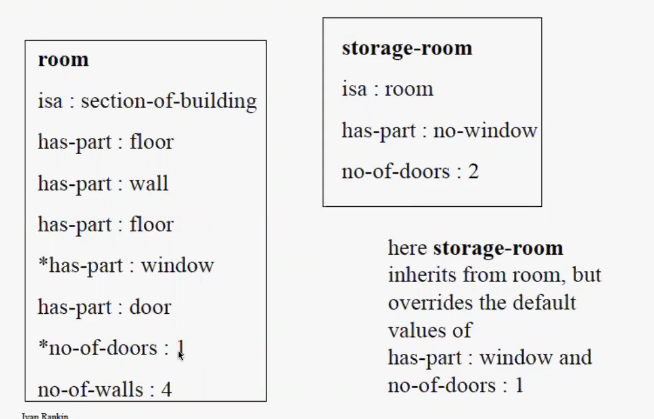 room
isa : section-of-building
has-part : floor
has-part : wall
has-part : floor
*has-part : window
has-part : door
*no-of-doors : 1
no-of-walls : 4
storage-room
isa : room
has-part : no-window
no-of-doors : 2
here storage-room
inherits from room, but
overrides the default
values of
has-part : window and
no-of-doors : 1
Ivan Rankin